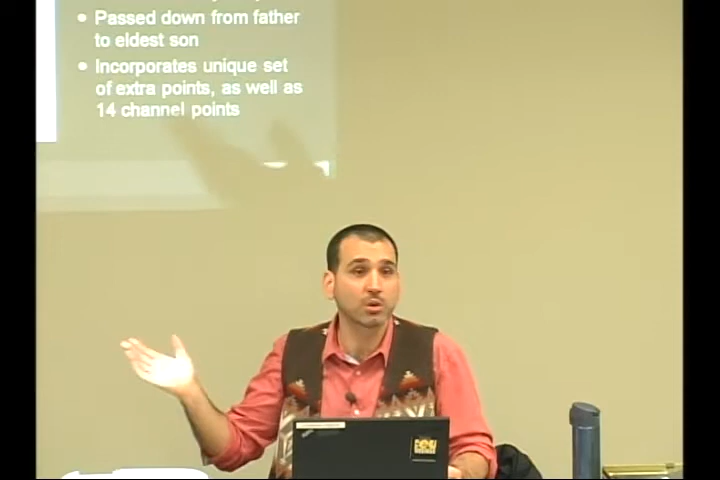 Passed down from father
to eldest son
Incorporates unique set
of extra points, as well as
14 channel points